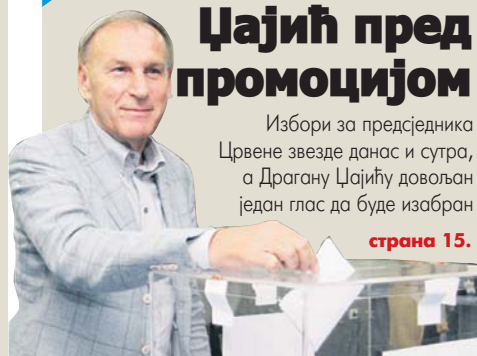 Џајић пред
промоцијом
Избори за предсједника
Црвене звезде данас и сутра,
а Драгану Џајићу довољан
један глас да буде изабран
страна 15.